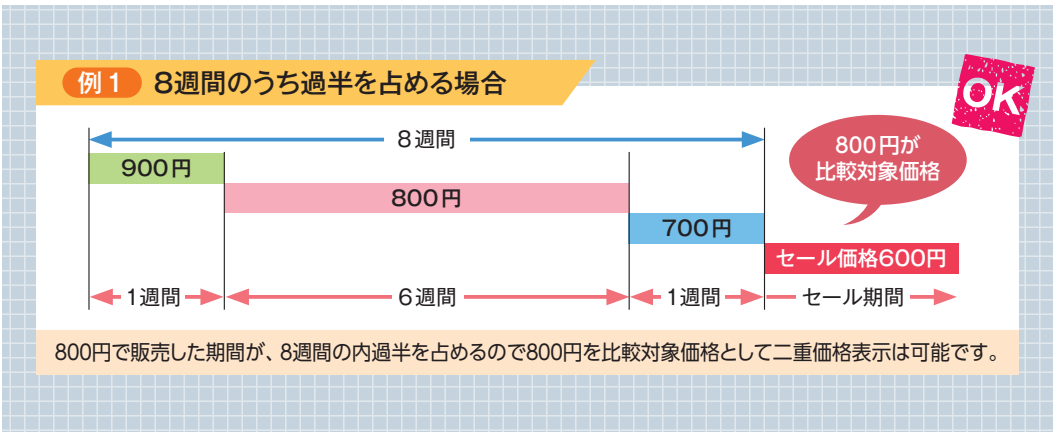 例1 8週間のうち過半を占める場合
OK
8週間
900円
800円
700円
800円が
比較対象価格
セール価格600円
1週間
6週間
1週間
セール期間
800円で販売した期間が、8週間の内過半を占めるので800円を比較対象価格として二重価格表示は可能です。